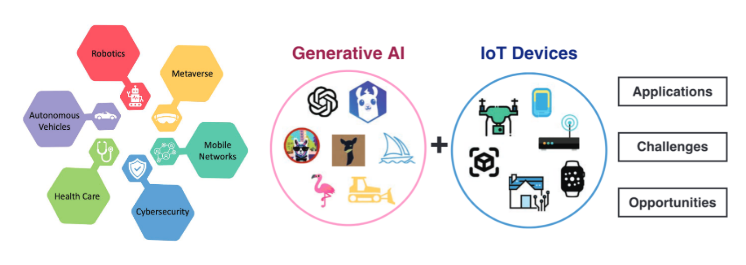 Robotics
Metaverse
Autonomous
Vehicles
Mobile
Networks
Health Care
Cybersecurity
Generative AI
+
IoT Devices
Applications
Challenges
Opportunities